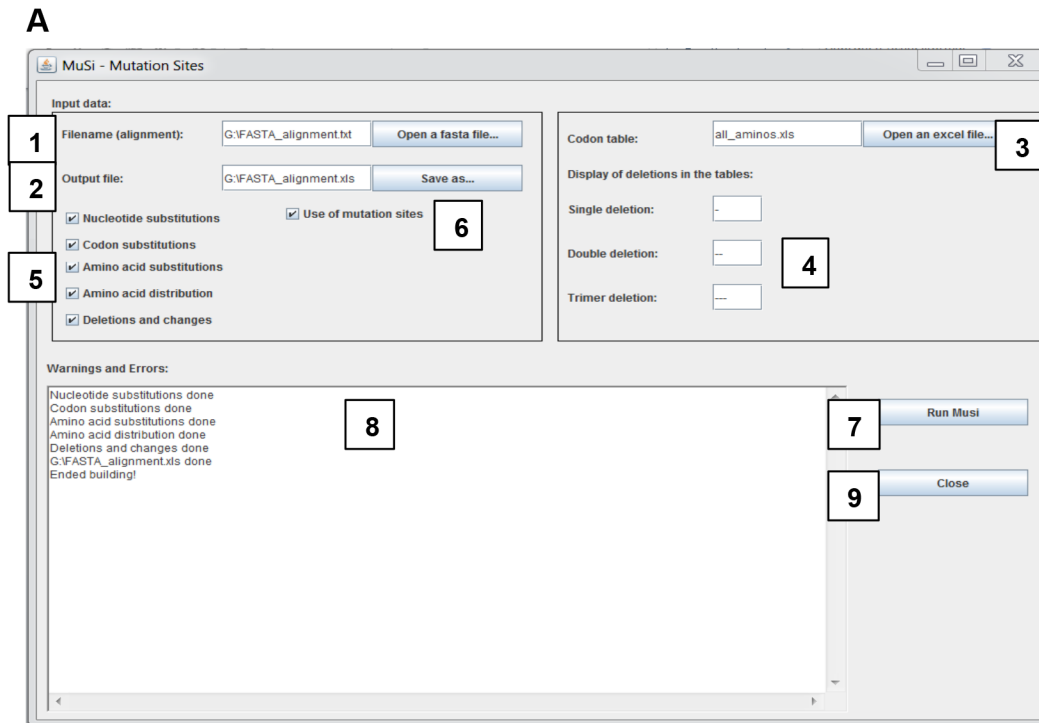 A
MuSi - Mutation Sites
Input data:
1 Filename (alignment): G:\FASTA_alignment.txt Open a fasta file...
2 Output file: G:\FASTA_alignment.xls Save as...
Nucleotide substitutions Use of mutation sites 6
Codon substitutions
5 Amino acid substitutions
Amino acid distribution
Deletions and changes
Codon table: all_aminos.xls Open an excel file... 3
Display of deletions in the tables:
Single deletion: -
Double deletion: -- 4
Trimer deletion: ---
Warnings and Errors:
Nucleotide substitutions done
Codon substitutions done
Amino acid substitutions done
Amino acid distribution done
Deletions and changes done
G:\FASTA_alignment.xls done
Ended building!
8
7 Run Musi
9 Close